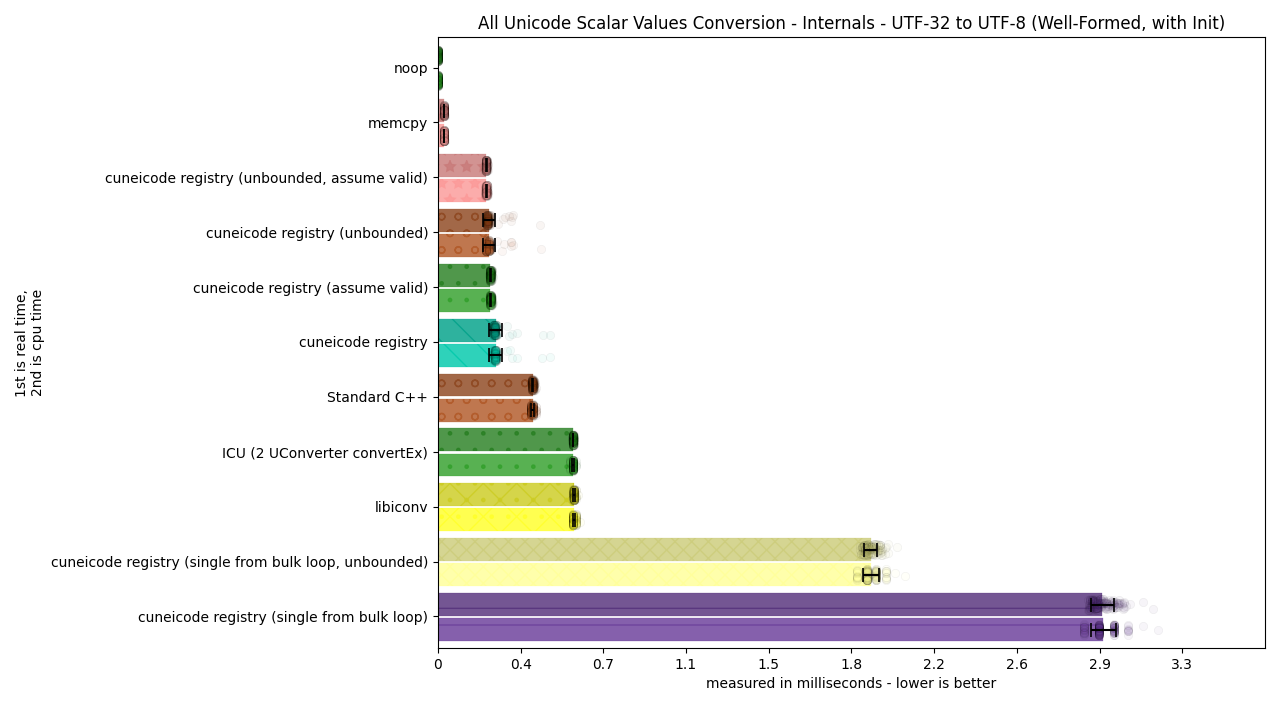 All Unicode Scalar Values Conversion - Internals - UTF-32 to UTF-8 (Well-Formed, with Init)
noop
memcpy
cuneicode registry (unbounded, assume valid)
cuneicode registry (unbounded)
cuneicode registry (assume valid)
cuneicode registry
Standard C++
ICU (2 UConverter convertEx)
libiconv
cuneicode registry (single from bulk loop, unbounded)
cuneicode registry (single from bulk loop)
1st is real time,
2nd is cpu time
0 0.4 0.7 1.1 1.5 1.8 2.2 2.6 2.9 3.3
measured in milliseconds - lower is better